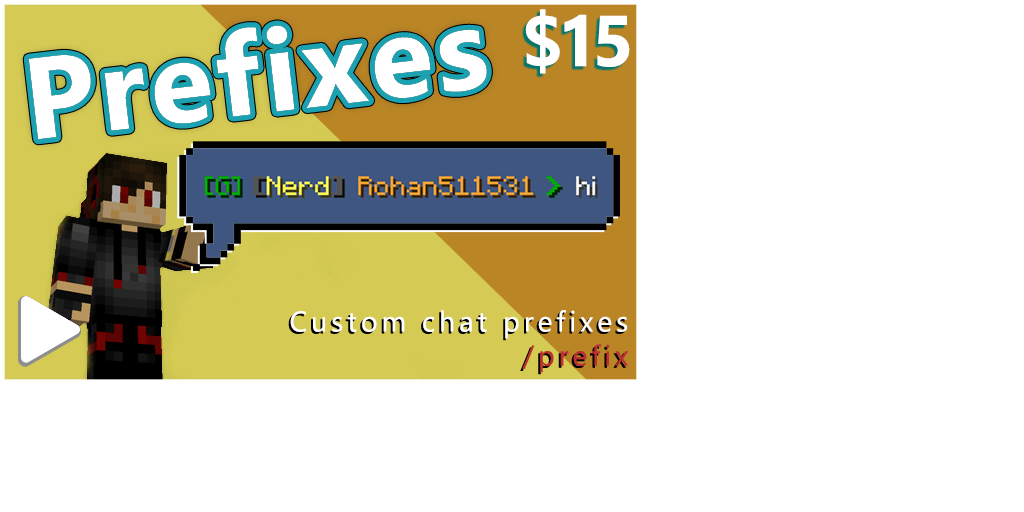 Prefixes
$15
[G] [Nerd] Rohan511531 > hi
Custom chat prefixes
/prefix